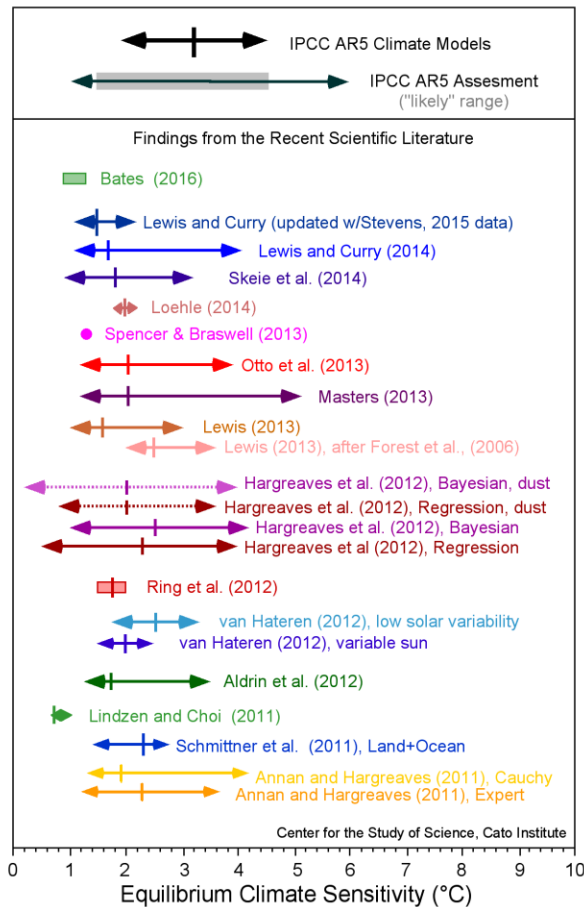 IPCC AR5 Climate Models
IPCC AR5 Assesment
("likely" range)
Findings from the Recent Scientific Literature
Bates (2016)
Lewis and Curry (updated w/Stevens, 2015 data)
Lewis and Curry (2014)
Skeie et al. (2014)
Loehle (2014)
Spencer & Braswell (2013)
Otto et al. (2013)
Masters (2013)
Lewis (2013)
Lewis (2013), after Forest et al., (2006)
Hargreaves et al. (2012), Bayesian, dust
Hargreaves et al. (2012), Regression, dust
Hargreaves et al. (2012), Bayesian
Hargreaves et al (2012), Regression
Ring et al. (2012)
van Hateren (2012), low solar variability
van Hateren (2012), variable sun
Aldrin et al. (2012)
Lindzen and Choi (2011)
Schmittner et al. (2011), Land+Ocean
Annan and Hargreaves (2011), Cauchy
Annan and Hargreaves (2011), Expert
Center for the Study of Science, Cato Institute
0 1 2 3 4 5 6 7 8 9 10
Equilibrium Climate Sensitivity (°C)